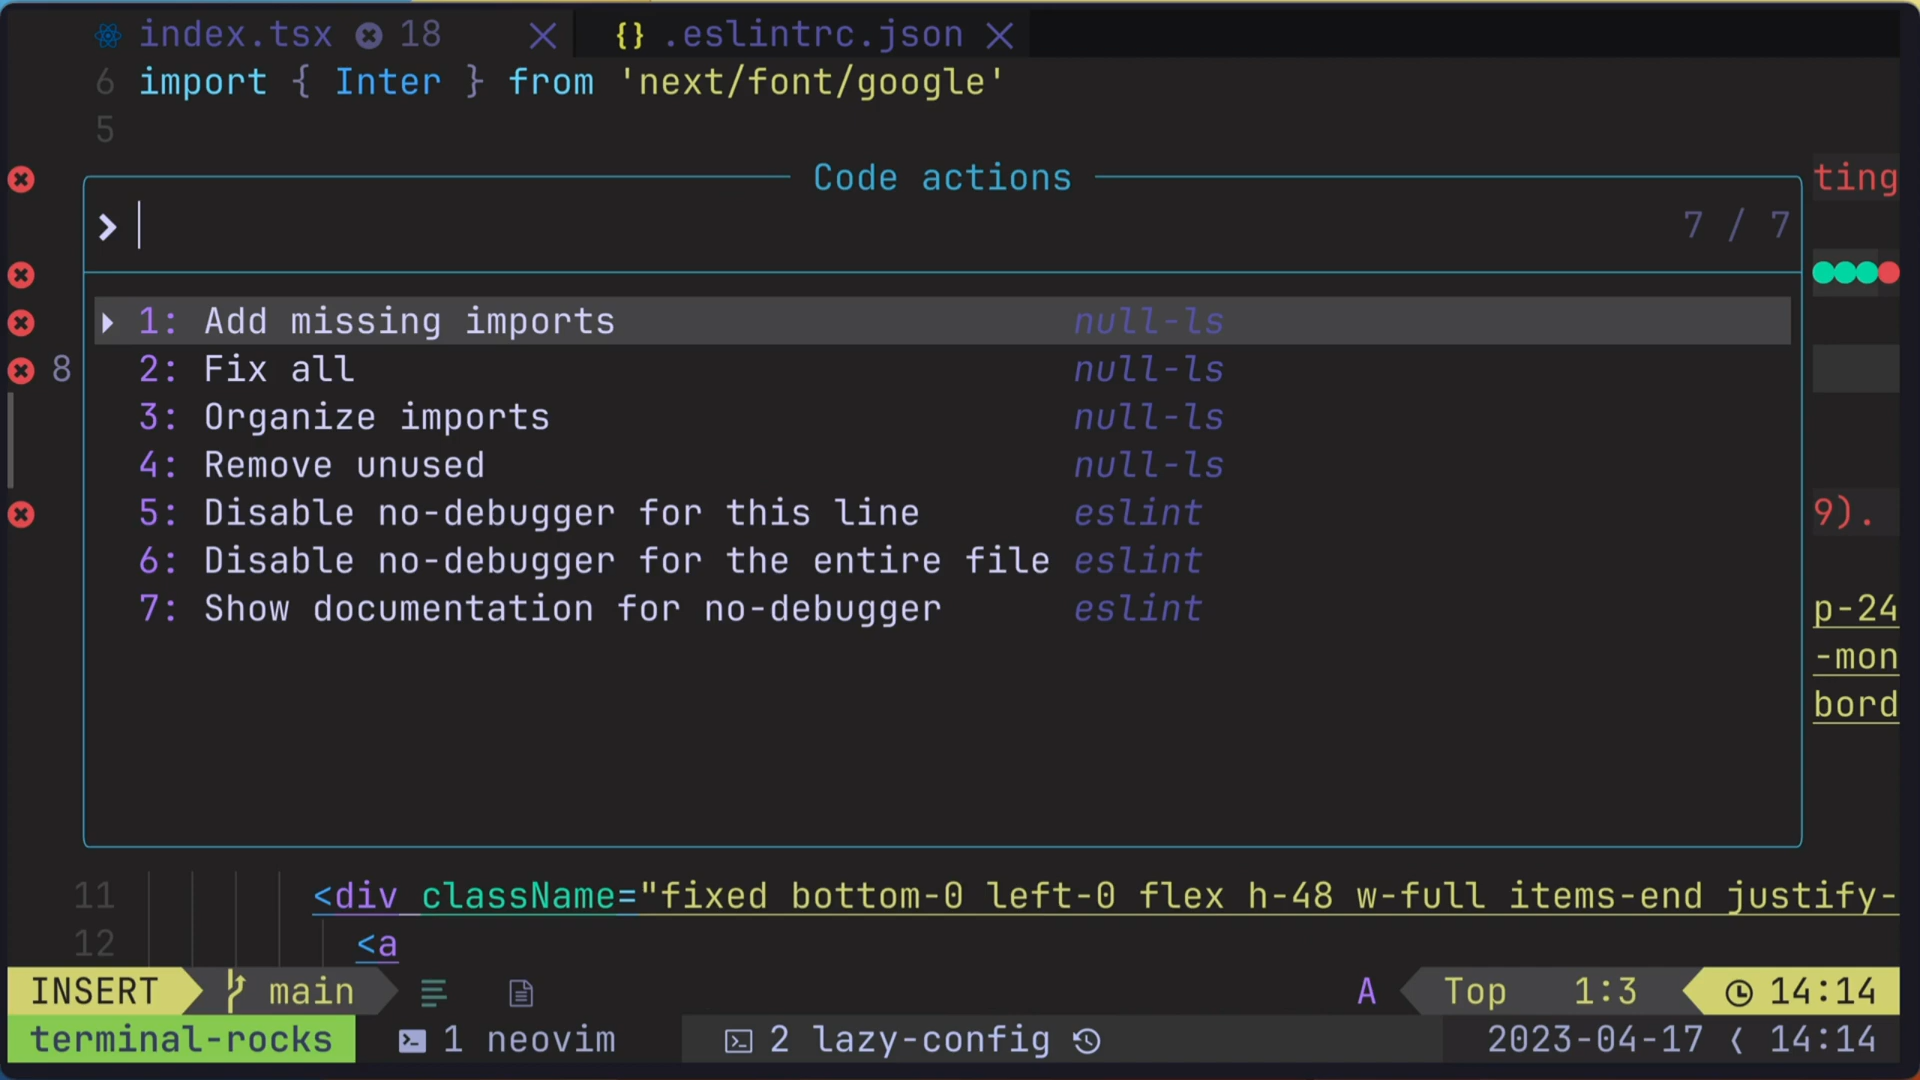 index.tsx 18 {} .eslintrc.json
6 import { Inter } from 'next/font/google'
5
Code actions
ting
7 / 7
1: Add missing imports null-ls
2: Fix all null-ls
8
3: Organize imports null-ls
4: Remove unused null-ls
5: Disable no-debugger for this line eslint
9).
6: Disable no-debugger for the entire file eslint
7: Show documentation for no-debugger eslint
p-24
-mon
bord
11 <div className="fixed bottom-0 left-0 flex h-48 w-full items-end justify-
12 <a
INSERT main A Top 1:3 14:14
terminal-rocks 1 neovim 2 lazy-config 2023-04-17 14:14